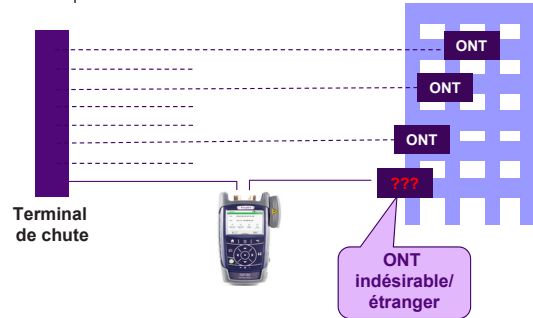 ONT
ONT
ONT
???
Terminal
de chute
ONT
indésirable/
étranger